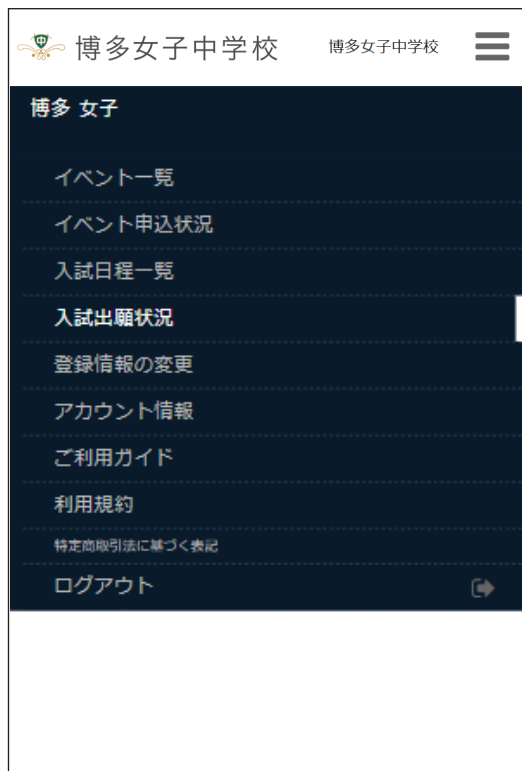 博多女子中学校 博多女子中学校
博多 女子
イベント一覧
イベント申込状況
入試日程一覧
入試出願状況
登録情報の変更
アカウント情報
ご利用ガイド
利用規約
特定商取引法に基づく表記
ログアウト